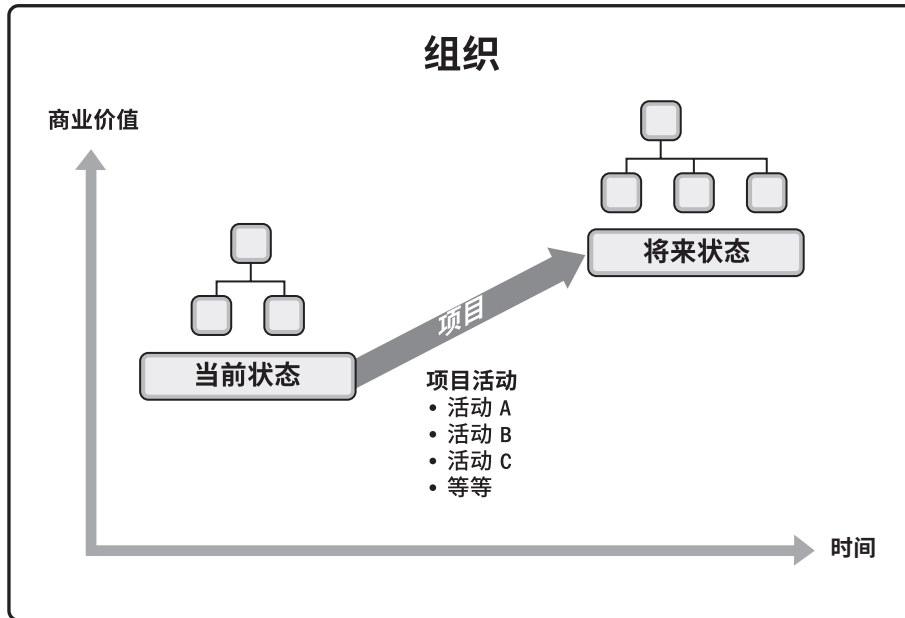 组织
商业价值
将来状态
项目
当前状态
项目活动
• 活动 A
• 活动 B
• 活动 C
• 等等
时间